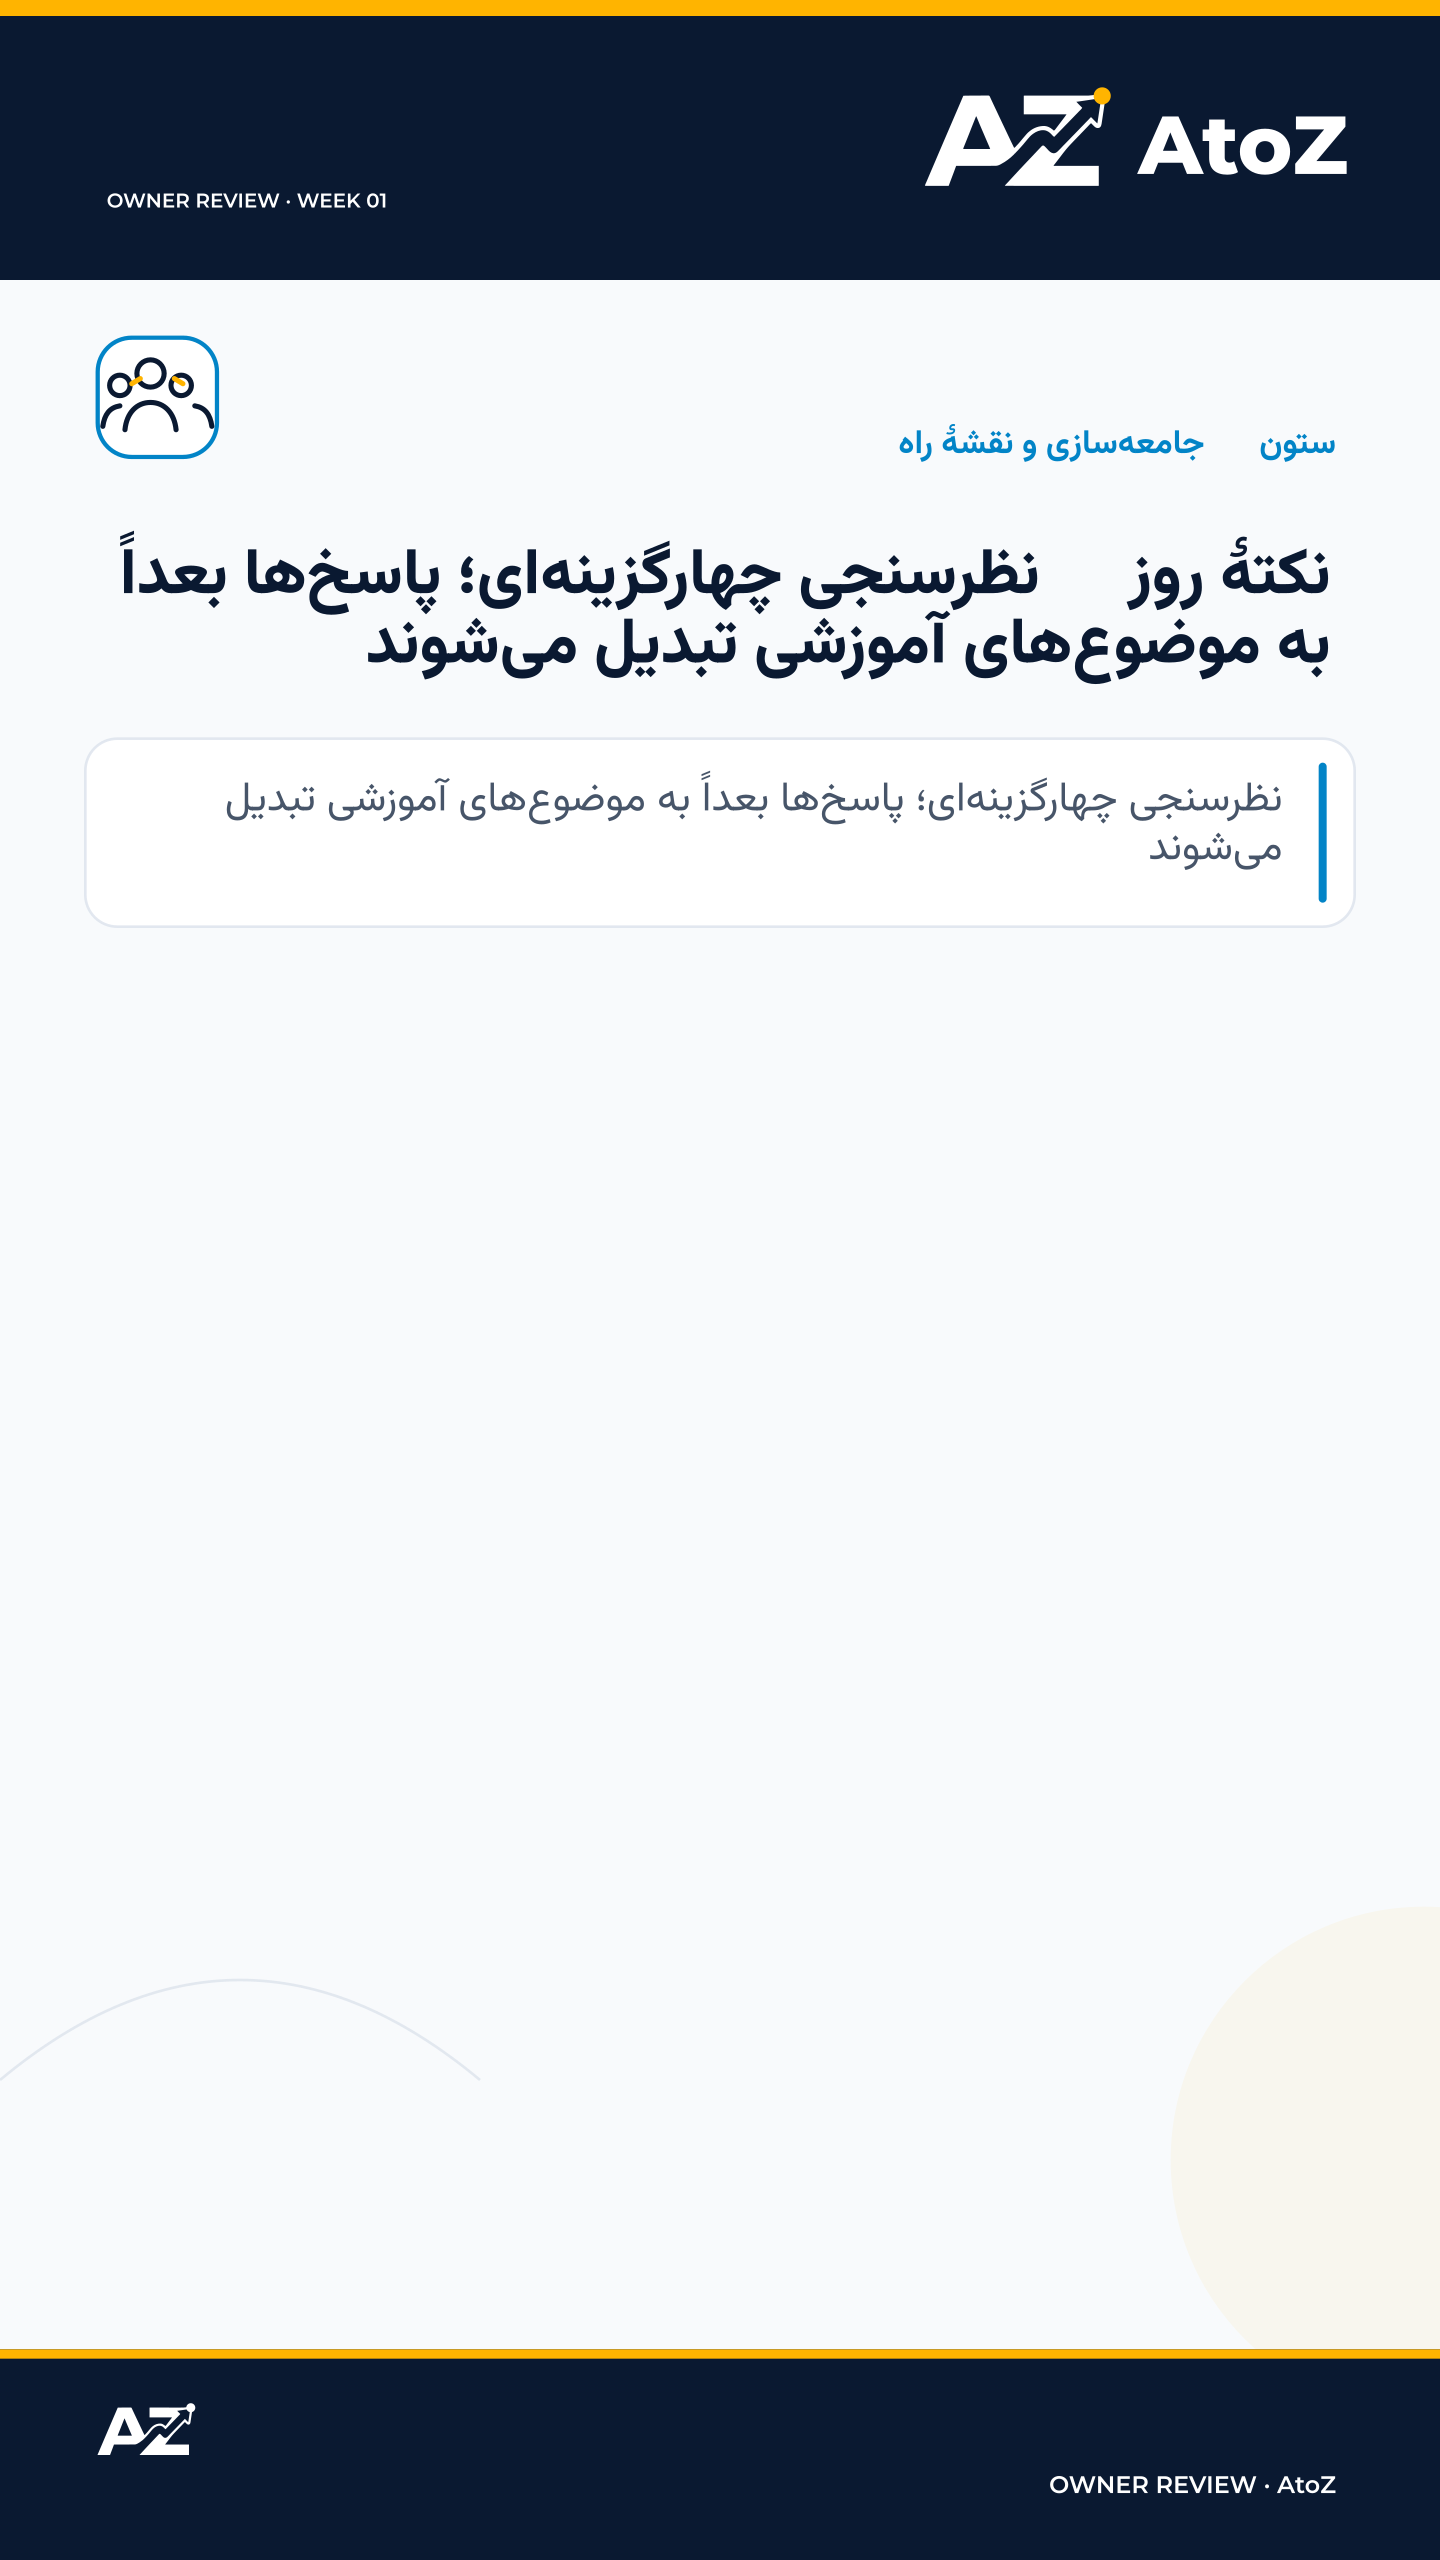 AZ AtoZ
OWNER REVIEW · WEEK 01
ستون جامعه‌سازی و نقشهٔ راه
نکتهٔ روز نظرسنجی چهارگزینه‌ای؛ پاسخ‌ها بعداً
به موضوع‌های آموزشی تبدیل می‌شوند
نظرسنجی چهارگزینه‌ای؛ پاسخ‌ها بعداً به موضوع‌های آموزشی تبدیل
می‌شوند
AZ
OWNER REVIEW · AtoZ